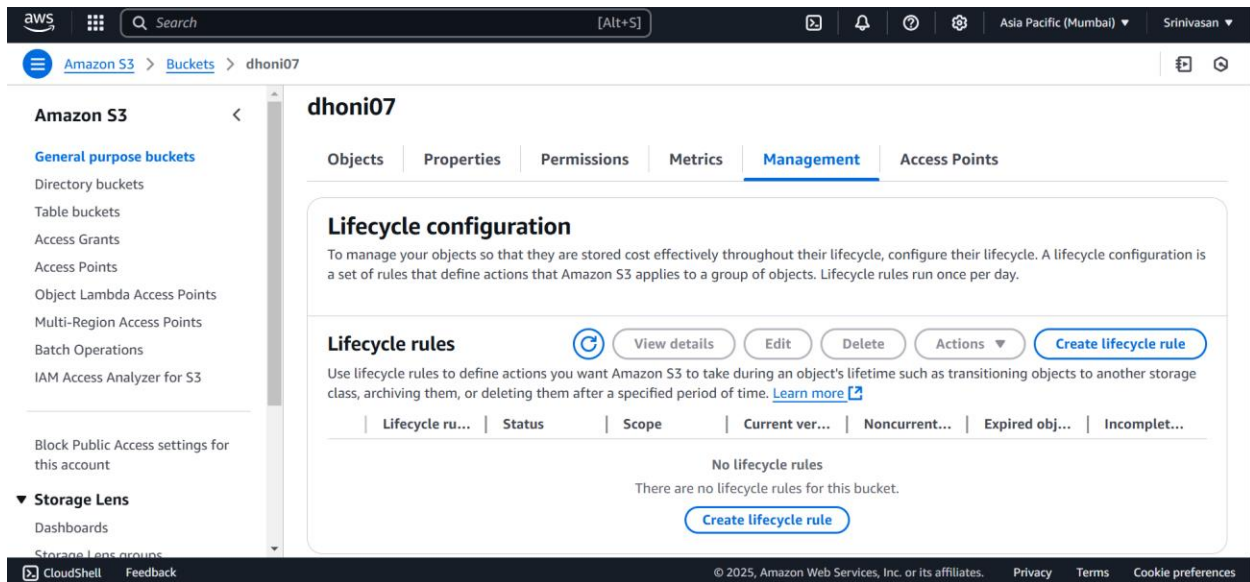 aws
Search [Alt+S] Asia Pacific (Mumbai) ▼ Srinivasan ▼
Amazon S3 > Buckets > dhoni07
Amazon S3
General purpose buckets
Directory buckets
Table buckets
Access Grants
Access Points
Object Lambda Access Points
Multi-Region Access Points
Batch Operations
IAM Access Analyzer for S3
Block Public Access settings for
this account
▼ Storage Lens
Dashboards
Storage Lens groups
dhoni07
Objects Properties Permissions Metrics Management Access Points
Lifecycle configuration
To manage your objects so that they are stored cost effectively throughout their lifecycle, configure their lifecycle. A lifecycle configuration is
a set of rules that define actions that Amazon S3 applies to a group of objects. Lifecycle rules run once per day.
Lifecycle rules View details Edit Delete Actions ▼ Create lifecycle rule
Use lifecycle rules to define actions you want Amazon S3 to take during an object's lifetime such as transitioning objects to another storage
class, archiving them, or deleting them after a specified period of time. Learn more
Lifecycle ru... Status Scope Current ver... Noncurrent... Expired obj... Incomplet...
No lifecycle rules
There are no lifecycle rules for this bucket.
Create lifecycle rule
CloudShell Feedback © 2025, Amazon Web Services, Inc. or its affiliates. Privacy Terms Cookie preferences